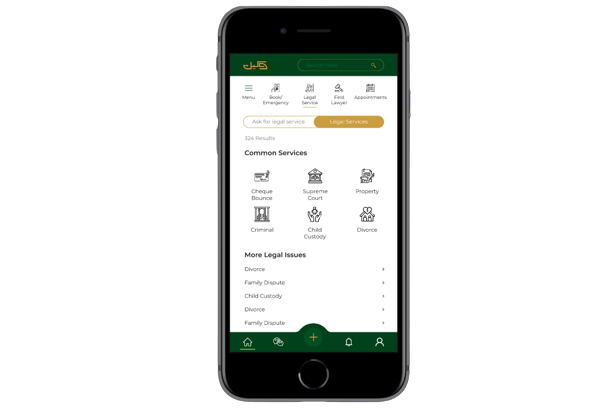 وکیل
Menu
Book/
Emergency
Legal
Service
Find
Lawyer
Appointments
Ask for legal service
Legal Services
324 Results
Common Services
Cheque
Bounce
Supreme
Court
Property
Criminal
Child
Custody
Divorce
More Legal Issues
Divorce
Family Dispute
Child Custody
Divorce
Family Dispute